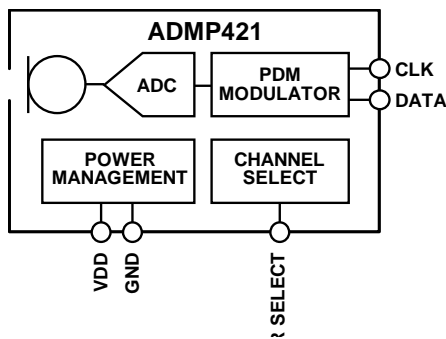 ADMP421
ADC
PDM
MODULATOR
CLK
DATA
POWER
MANAGEMENT
CHANNEL
SELECT
VDD
GND
SELECT